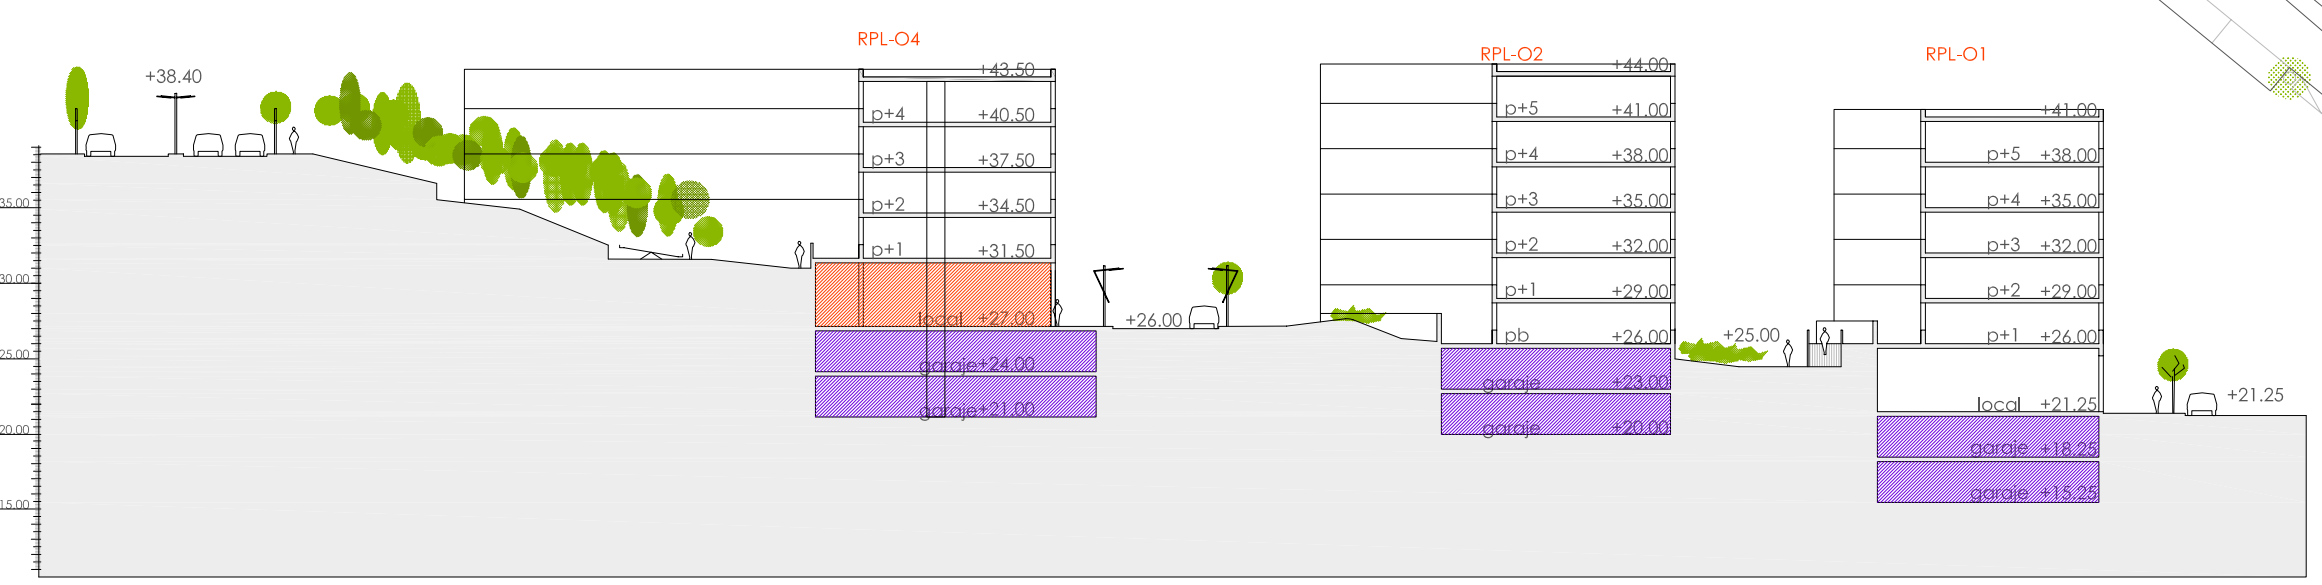 RPL-O4
+43.50
p+4 +40.50
p+3 +37.50
p+2 +34.50
p+1 +31.50
local +27.00
garaje+24.00
garaje+21.00
RPL-O2
+44.00
p+5 +41.00
p+4 +38.00
p+3 +35.00
p+2 +32.00
p+1 +29.00
pb +26.00
garaje +23.00
garaje +20.00
RPL-O1
+41.00
p+5 +38.00
p+4 +35.00
p+3 +32.00
p+2 +29.00
p+1 +26.00
local +21.25
garaje +18.25
garaje +15.25
+38.40
+26.00
+25.00
+21.25
35.00
30.00
25.00
20.00
15.00